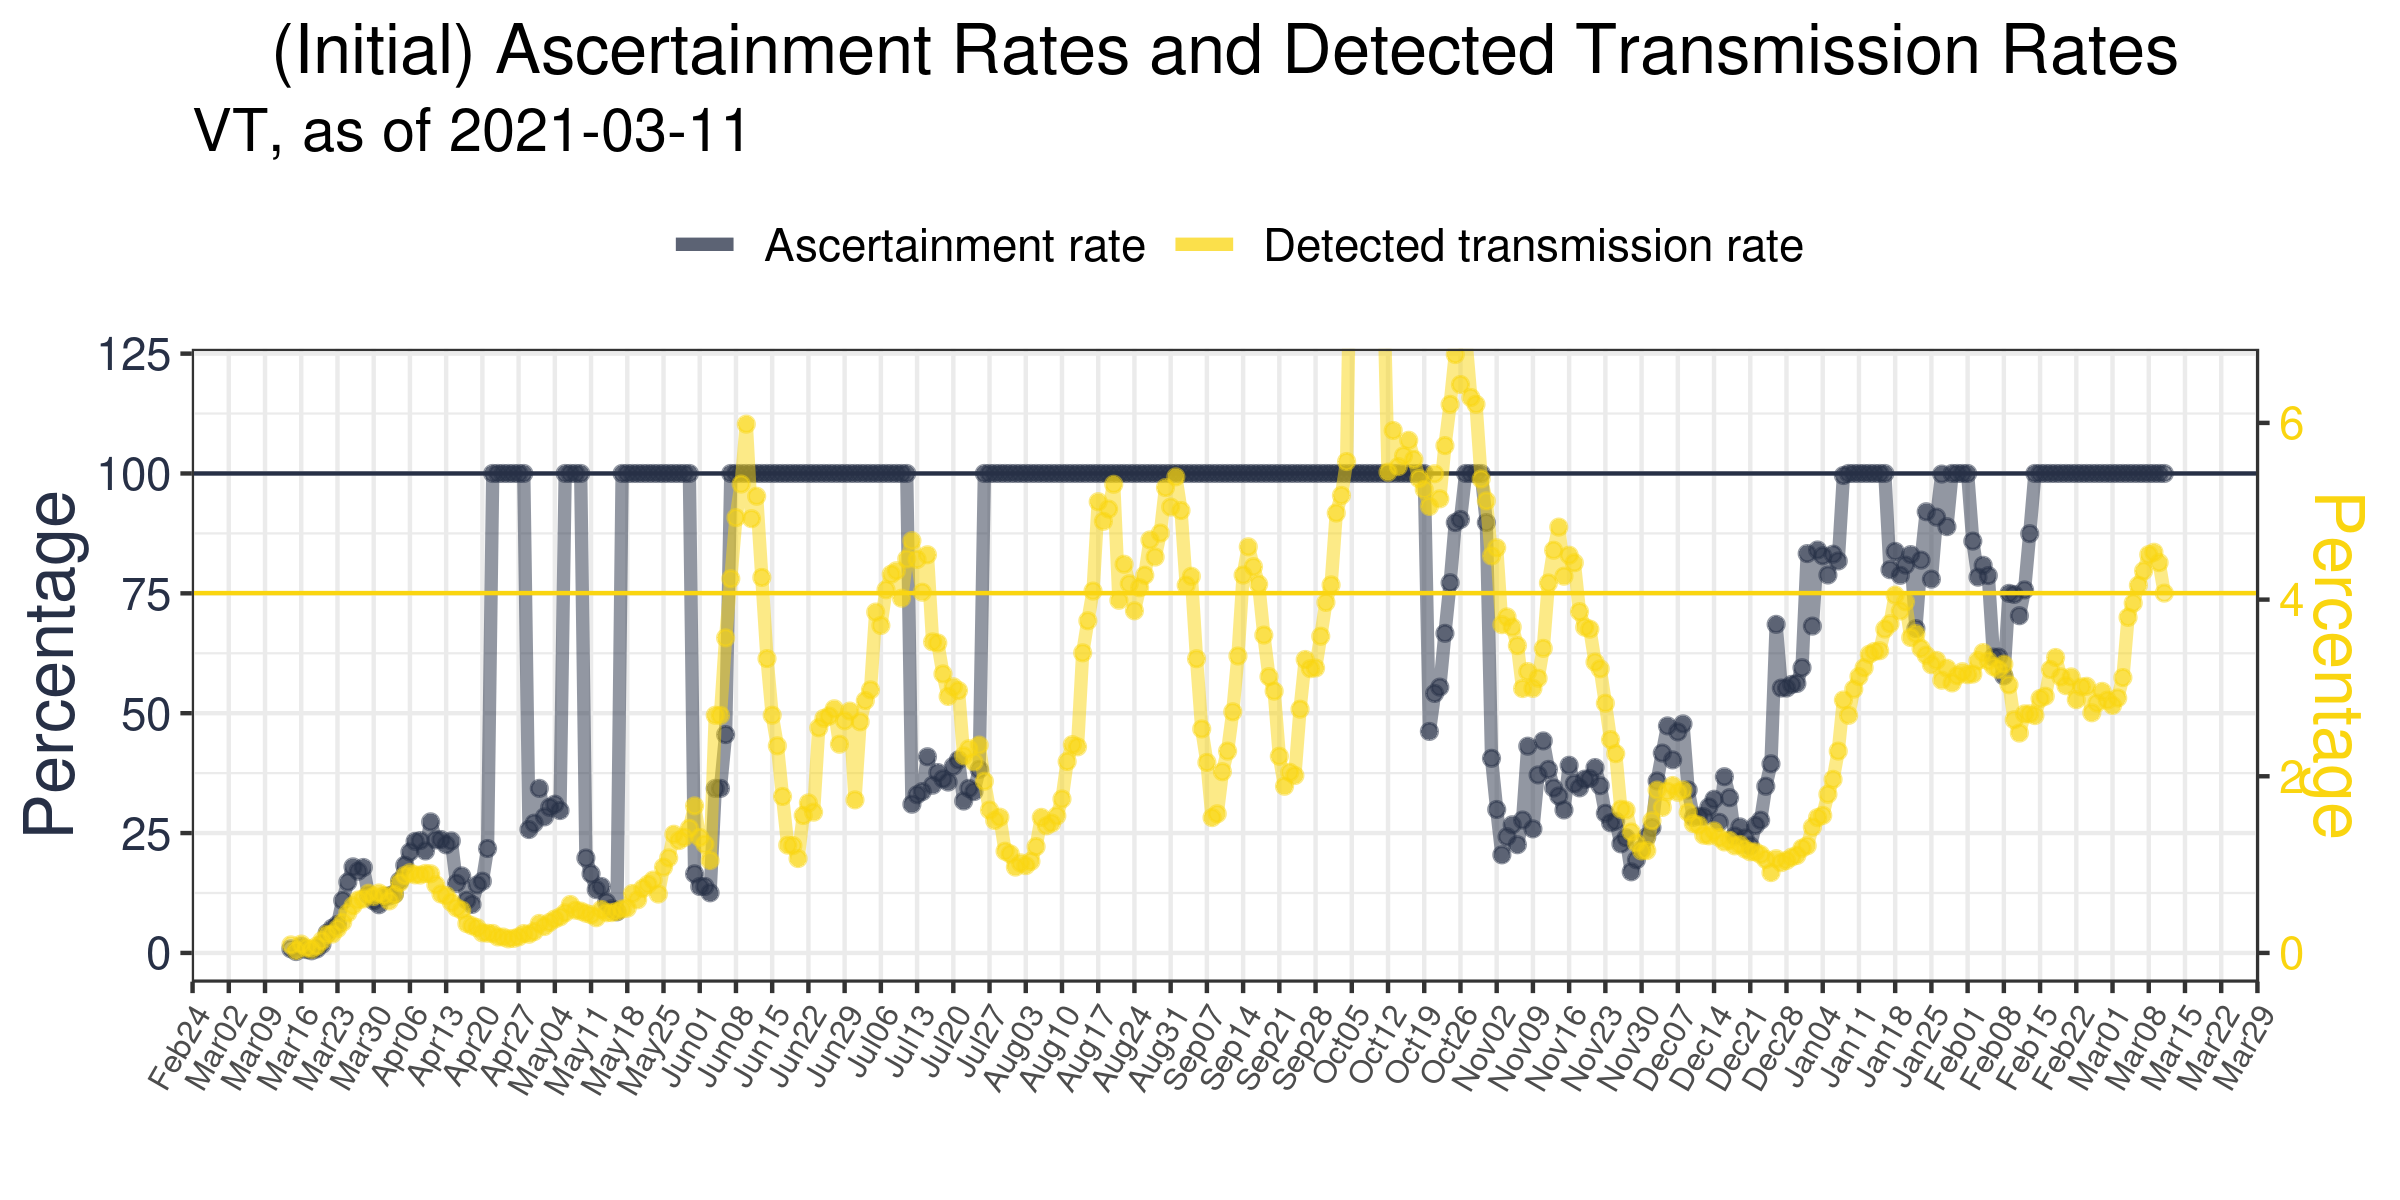 (Initial) Ascertainment Rates and Detected Transmission Rates
VT, as of 2021-03-11
Ascertainment rate
Detected transmission rate
125
100
75
50
25
0
Percentage
6
4
2
0
Percentage
Feb24
Mar02
Mar09
Mar16
Mar23
Mar30
Apr06
Apr13
Apr20
Apr27
May04
May11
May18
May25
Jun01
Jun08
Jun15
Jun22
Jun29
Jul06
Jul13
Jul20
Jul27
Aug03
Aug10
Aug17
Aug24
Aug31
Sep07
Sep14
Sep21
Sep28
Oct05
Oct12
Oct19
Oct26
Nov02
Nov09
Nov16
Nov23
Nov30
Dec07
Dec14
Dec21
Dec28
Jan04
Jan11
Jan18
Jan25
Feb01
Feb08
Feb15
Feb22
Mar01
Mar08
Mar15
Mar22
Mar29